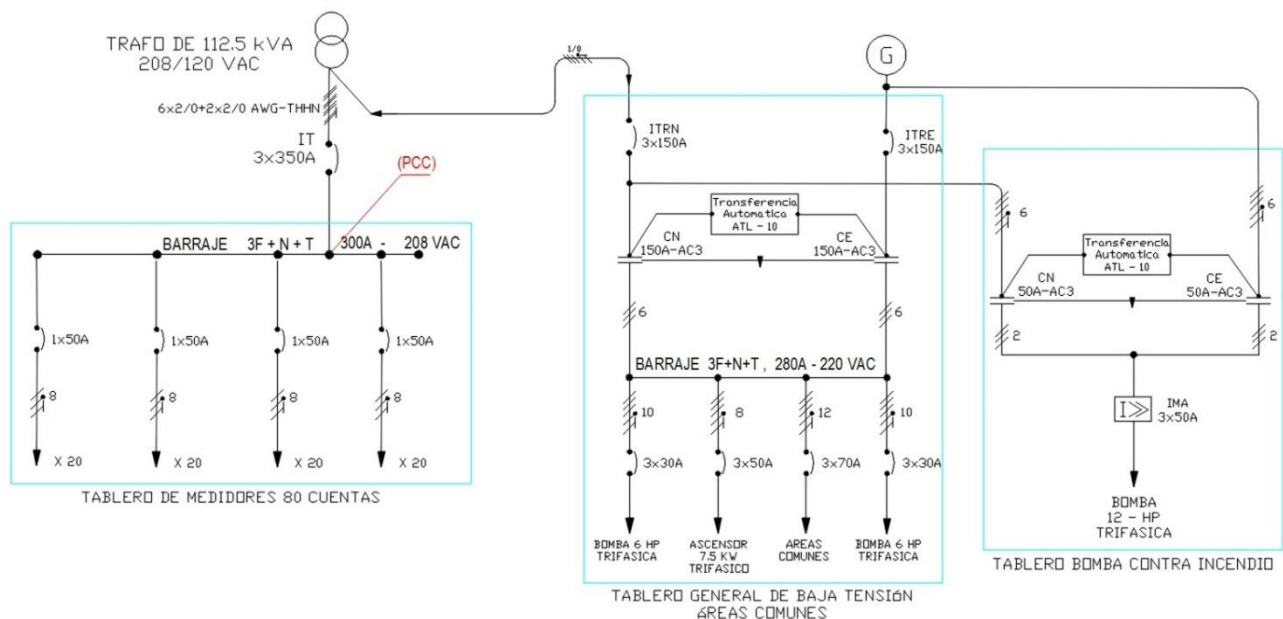 TRAFO DE 112.5 kVA
208/120 VAC
6x2/0+2x2/0 AWG-THHN
IT
3x350A
(PCC)
BARRAJE 3F + N + T 300A - 208 VAC
1x50A
1x50A
1x50A
1x50A
8
8
8
8
X 20
X 20
X 20
X 20
TABLERO DE MEDIDORES 80 CUENTAS
1/0
G
ITRN
3x150A
ITRE
3x150A
Transferencia
Automatica
ATL - 10
CN
150A-AC3
CE
150A-AC3
6
6
BARRAJE 3F+N+T , 280A - 220 VAC
10
8
12
10
3x30A
3x50A
3x70A
3x30A
BOMBA 6 HP
TRIFASICA
ASCENSOR
7.5 KW
TRIFASICO
AREAS
COMUNES
BOMBA 6 HP
TRIFASICA
TABLERO GENERAL DE BAJA TENSIÓN
ÁREAS COMUNES
6
6
Transferencia
Automatica
ATL - 10
CN
50A-AC3
CE
50A-AC3
2
2
I>>
IMA
3x50A
BOMBA
12 - HP
TRIFASICA
TABLERO BOMBA CONTRA INCENDIO